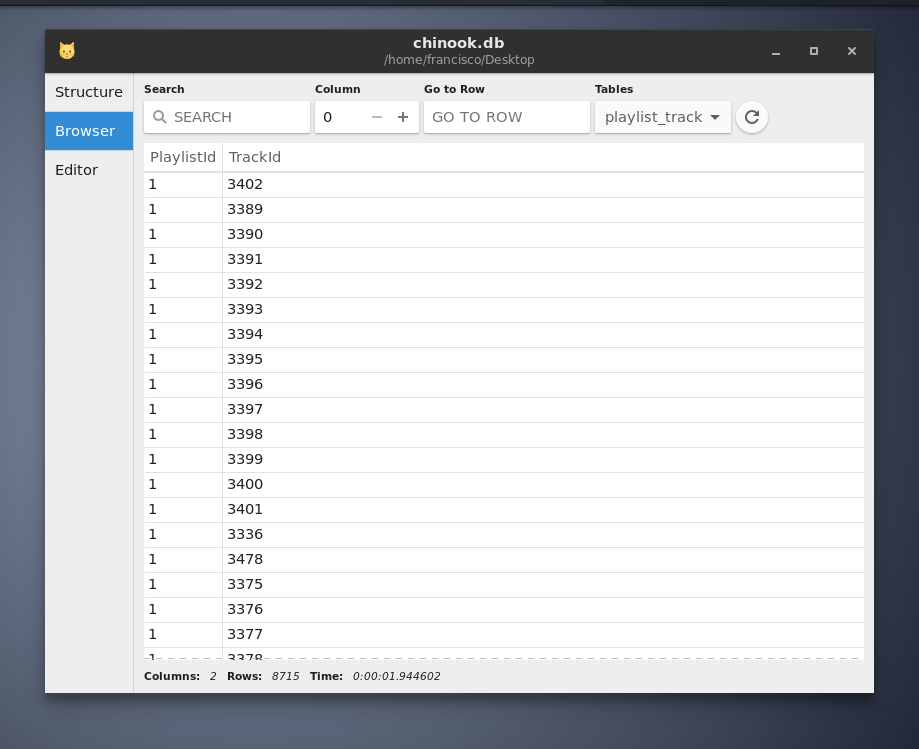 chinook.db
/home/francisco/Desktop
Structure
Browser
Editor
Search Column Go to Row Tables
SEARCH 0 − + GO TO ROW playlist_track
PlaylistId TrackId
1 3402
1 3389
1 3390
1 3391
1 3392
1 3393
1 3394
1 3395
1 3396
1 3397
1 3398
1 3399
1 3400
1 3401
1 3336
1 3478
1 3375
1 3376
1 3377
1 3378
Columns: 2 Rows: 8715 Time: 0:00:01.944602